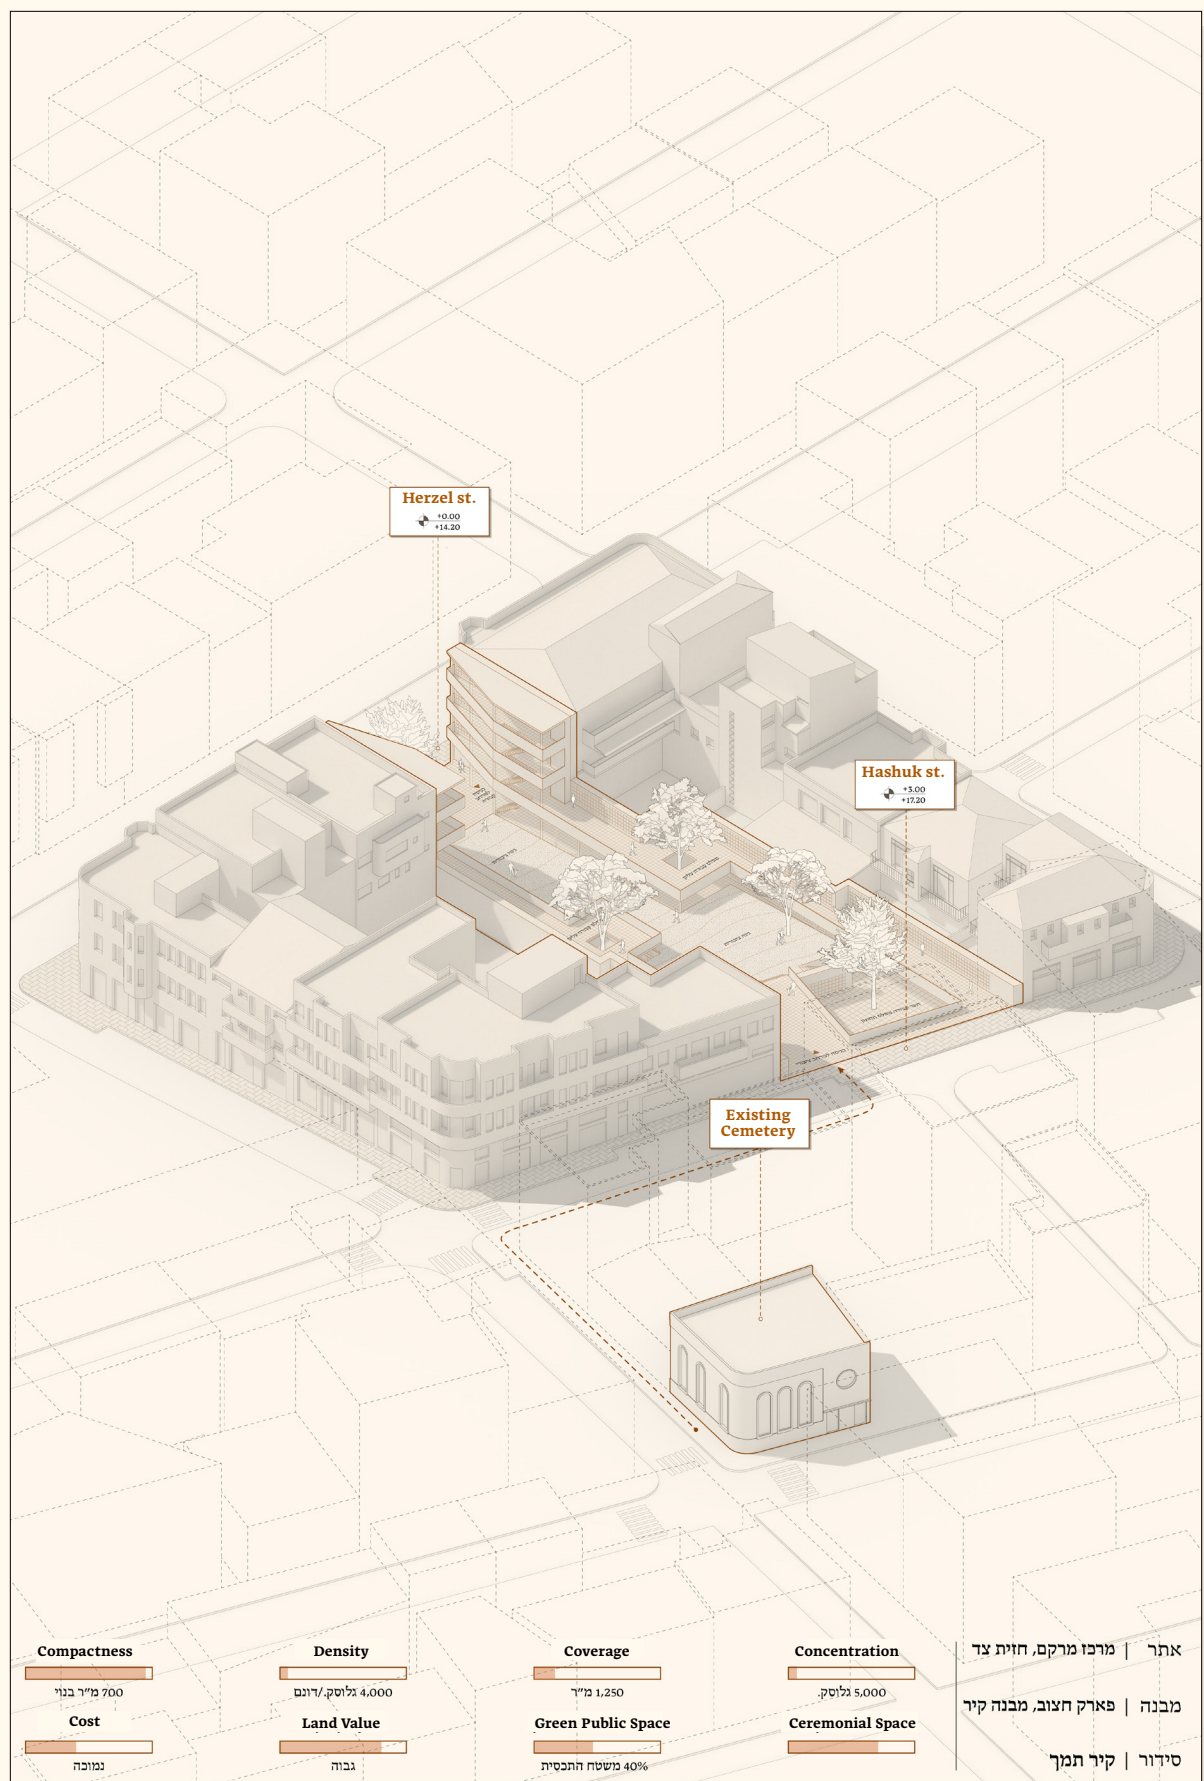 Herzel st.
+0.00
+14.20
Hashuk st.
+3.00
+17.20
Existing
Cemetery
Compactness
700 מ״ר בנוי
Density
4,000 גלוסק./דונם
Coverage
1,250 מ״ר
Concentration
5,000 גלוסק.
Cost
נמוכה
Land Value
גבוה
Green Public Space
40% משטח התכסית
Ceremonial Space
אתר | מרכז מרקם, חזית צד
מבנה | פארק חצוב, מבנה קיר
סידור | קיר תמך